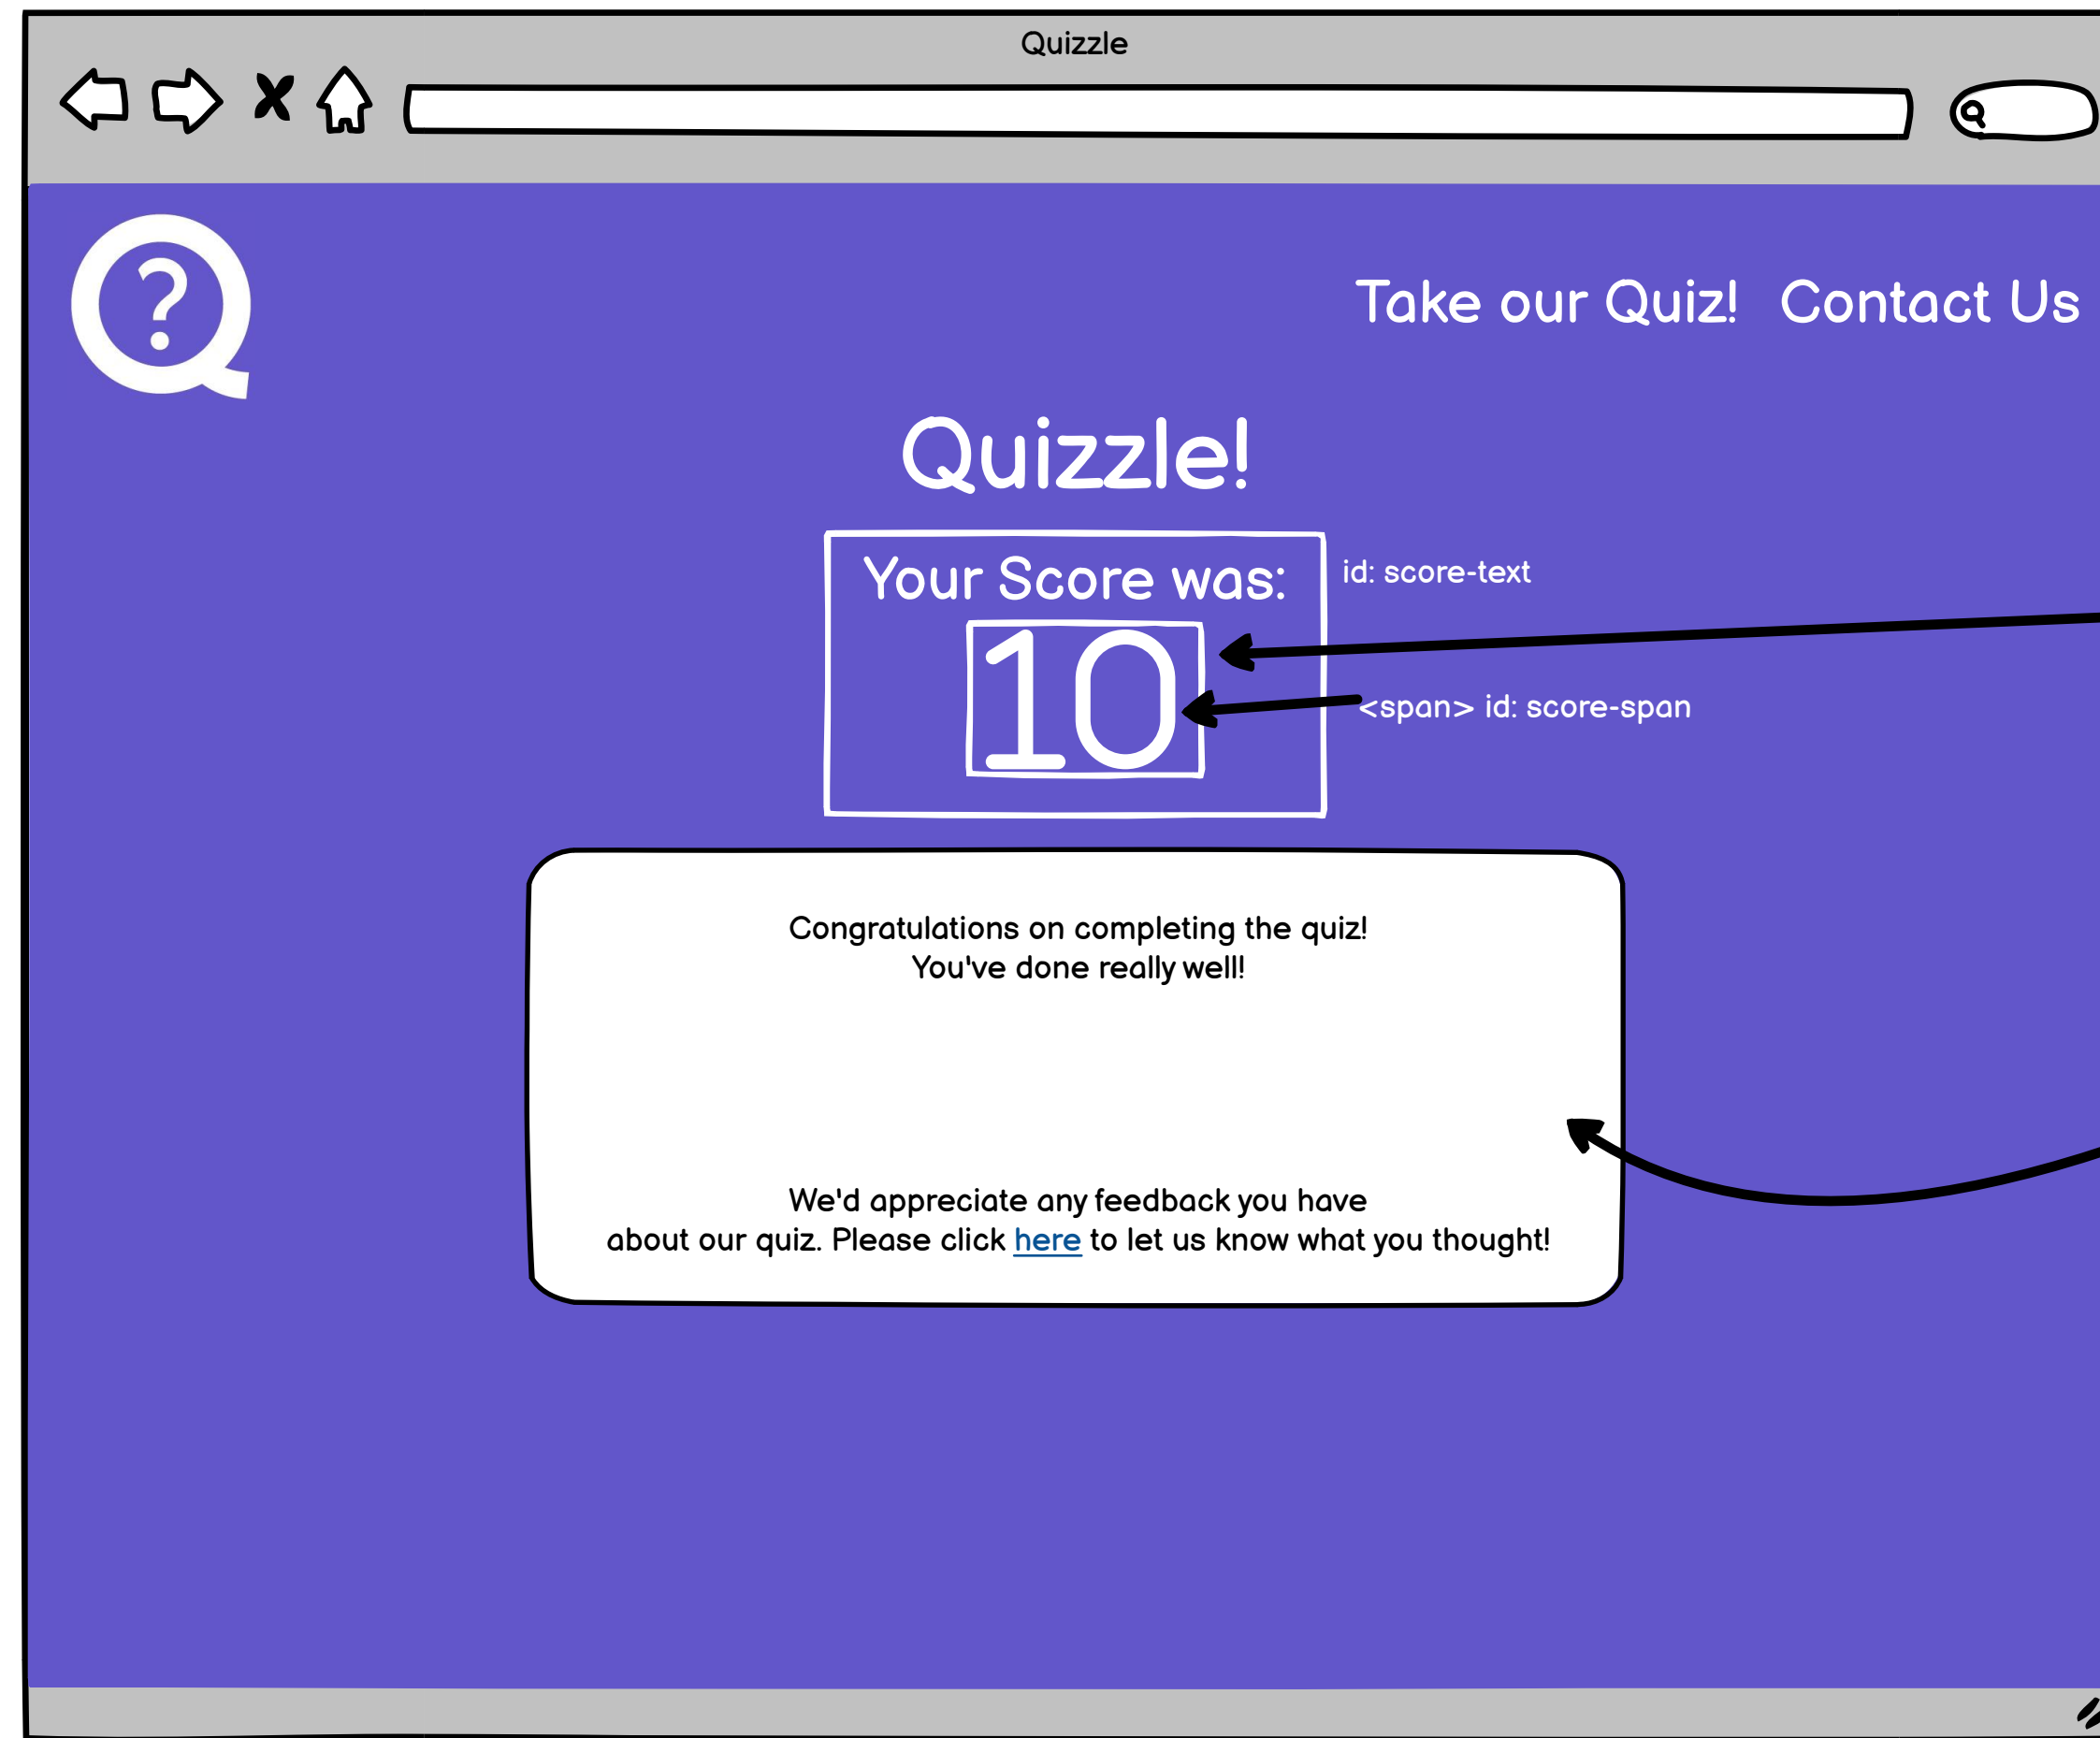 Quizzle
Take our Quiz! Contact Us
Quizzle!
Your Score was:
id: score-text
10
<span> id: score-span
Congratulations on completing the quiz!
You've done really well!
We'd appreciate any feedback you have
about our quiz. Please click here to let us know what you thought!